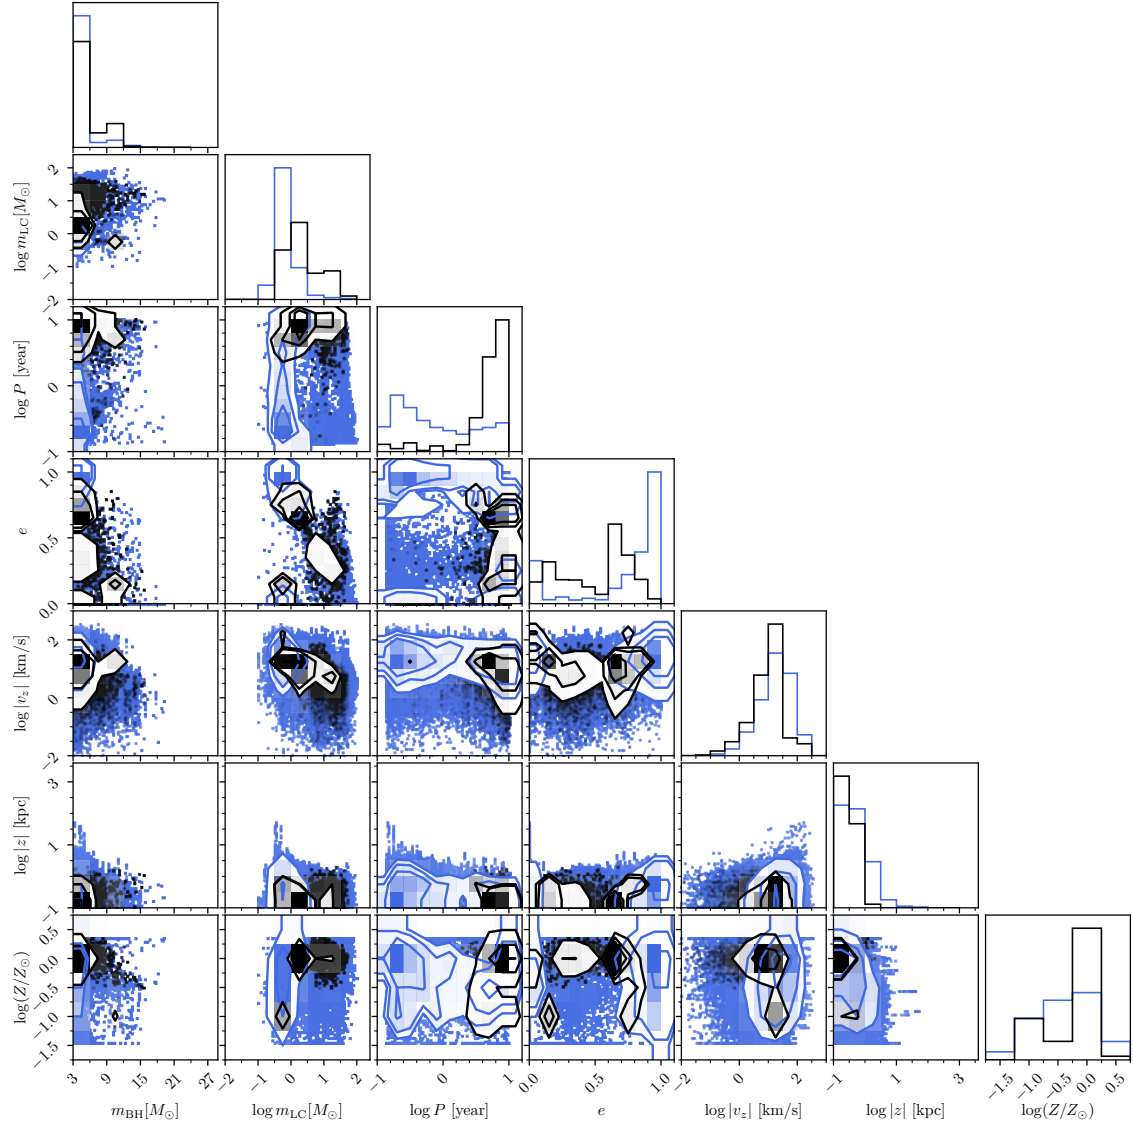 2
1
0
−1
−2
log m_LC[M_⊙]
1
0
−1
log P [year]
1.0
0.5
0.0
e
2
0
−2
log |v_z| [km/s]
3
1
−1
log |z| [kpc]
0.5
0.0
−0.5
−1.0
−1.5
log(Z/Z_⊙)
3 9 15 21 27
−2 −1 0 1 2
−1 0 1
0.0 0.5 1.0
−2 0 2
−1 1 3
−1.5 −1.0 −0.5 0.0 0.5
m_BH[M_⊙] log m_LC[M_⊙] log P [year] e log |v_z| [km/s] log |z| [kpc] log(Z/Z_⊙)